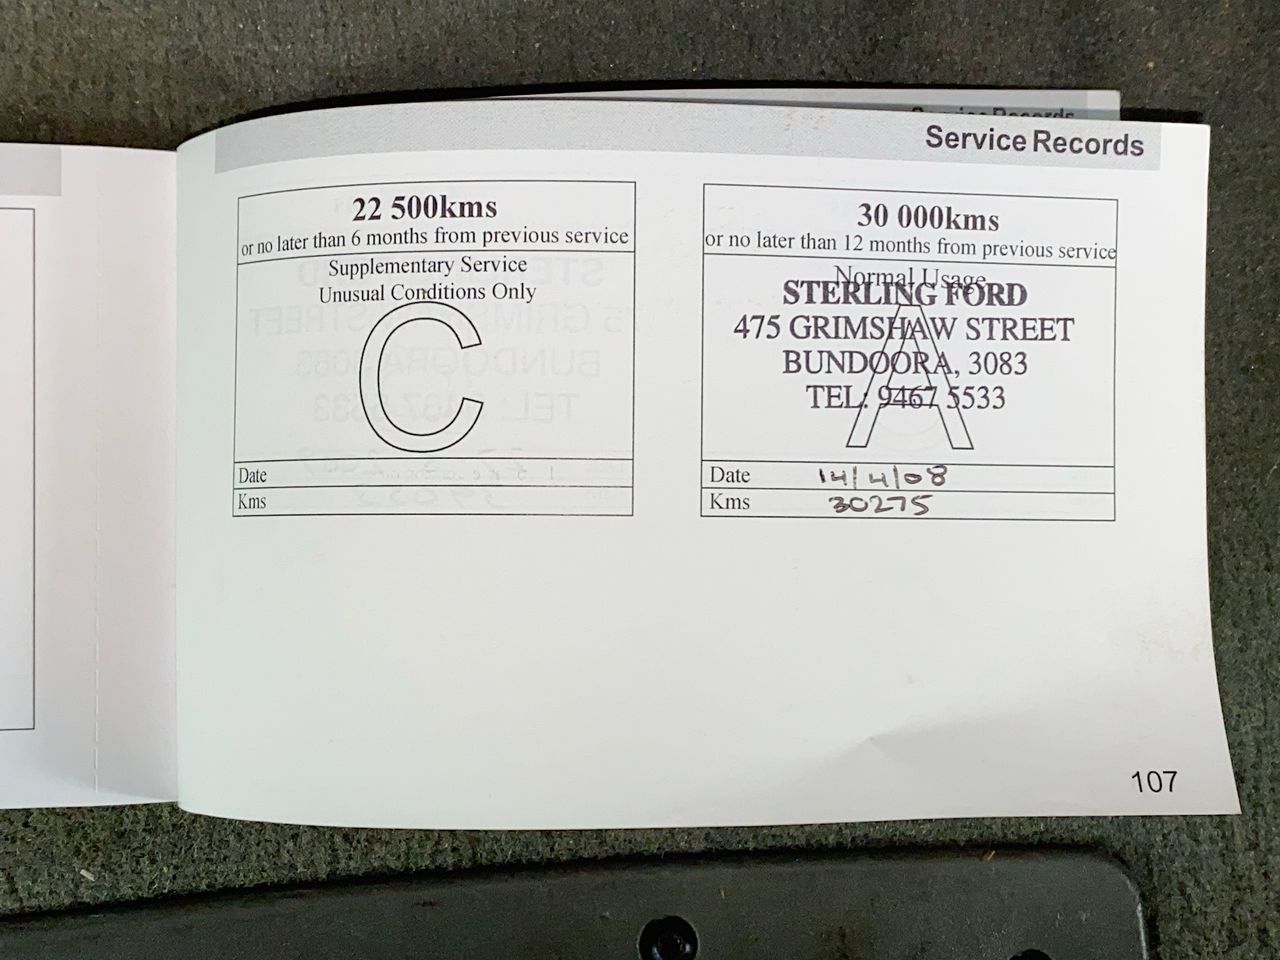 Service Records
22 500kms
or no later than 6 months from previous service
Supplementary Service
Unusual Conditions Only
C
Date
Kms
30 000kms
or no later than 12 months from previous service
Normal Usage
A
STERLING FORD
475 GRIMSHAW STREET
BUNDOORA, 3083
TEL: 9467 5533
Date 14/4/08
Kms 30275
107